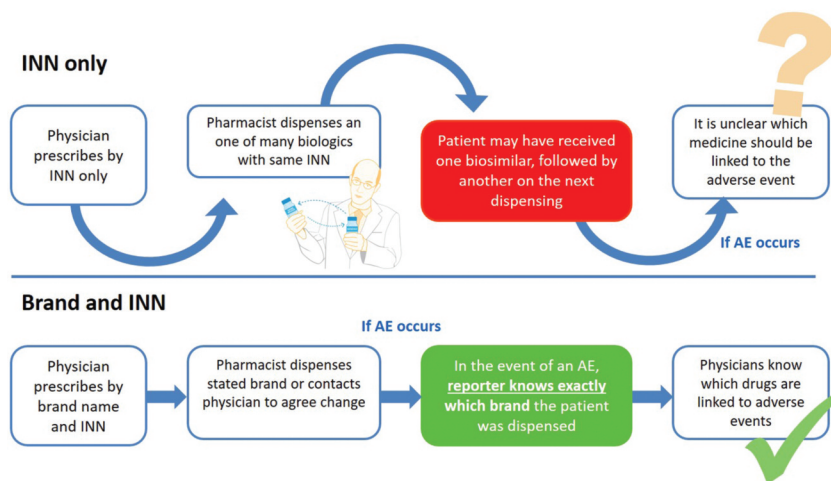 INN only
Physician
prescribes by
INN only
Pharmacist dispenses an
one of many biologics
with same INN
Patient may have received
one biosimilar, followed by
another on the next
dispensing
It is unclear which
medicine should be
linked to the
adverse event
?
If AE occurs
Brand and INN
If AE occurs
Physician
prescribes by
brand name
and INN
Pharmacist dispenses
stated brand or contacts
physician to agree change
In the event of an AE,
reporter knows exactly
which brand the patient
was dispensed
Physicians know
which drugs are
linked to adverse
events